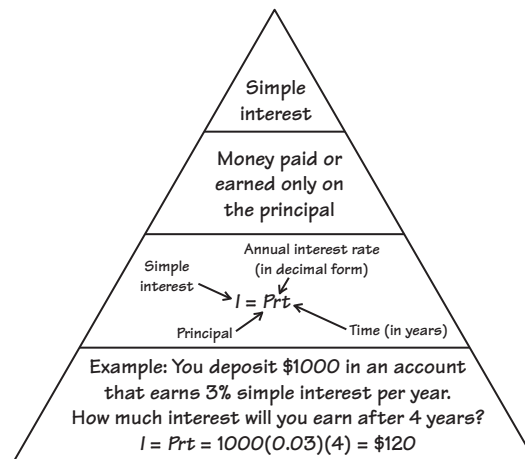 Simple
interest
Money paid or
earned only on
the principal
Annual interest rate
(in decimal form)
Simple
interest
I = Prt
Principal
Time (in years)
Example: You deposit $1000 in an account
that earns 3% simple interest per year.
How much interest will you earn after 4 years?
I = Prt = 1000(0.03)(4) = $120